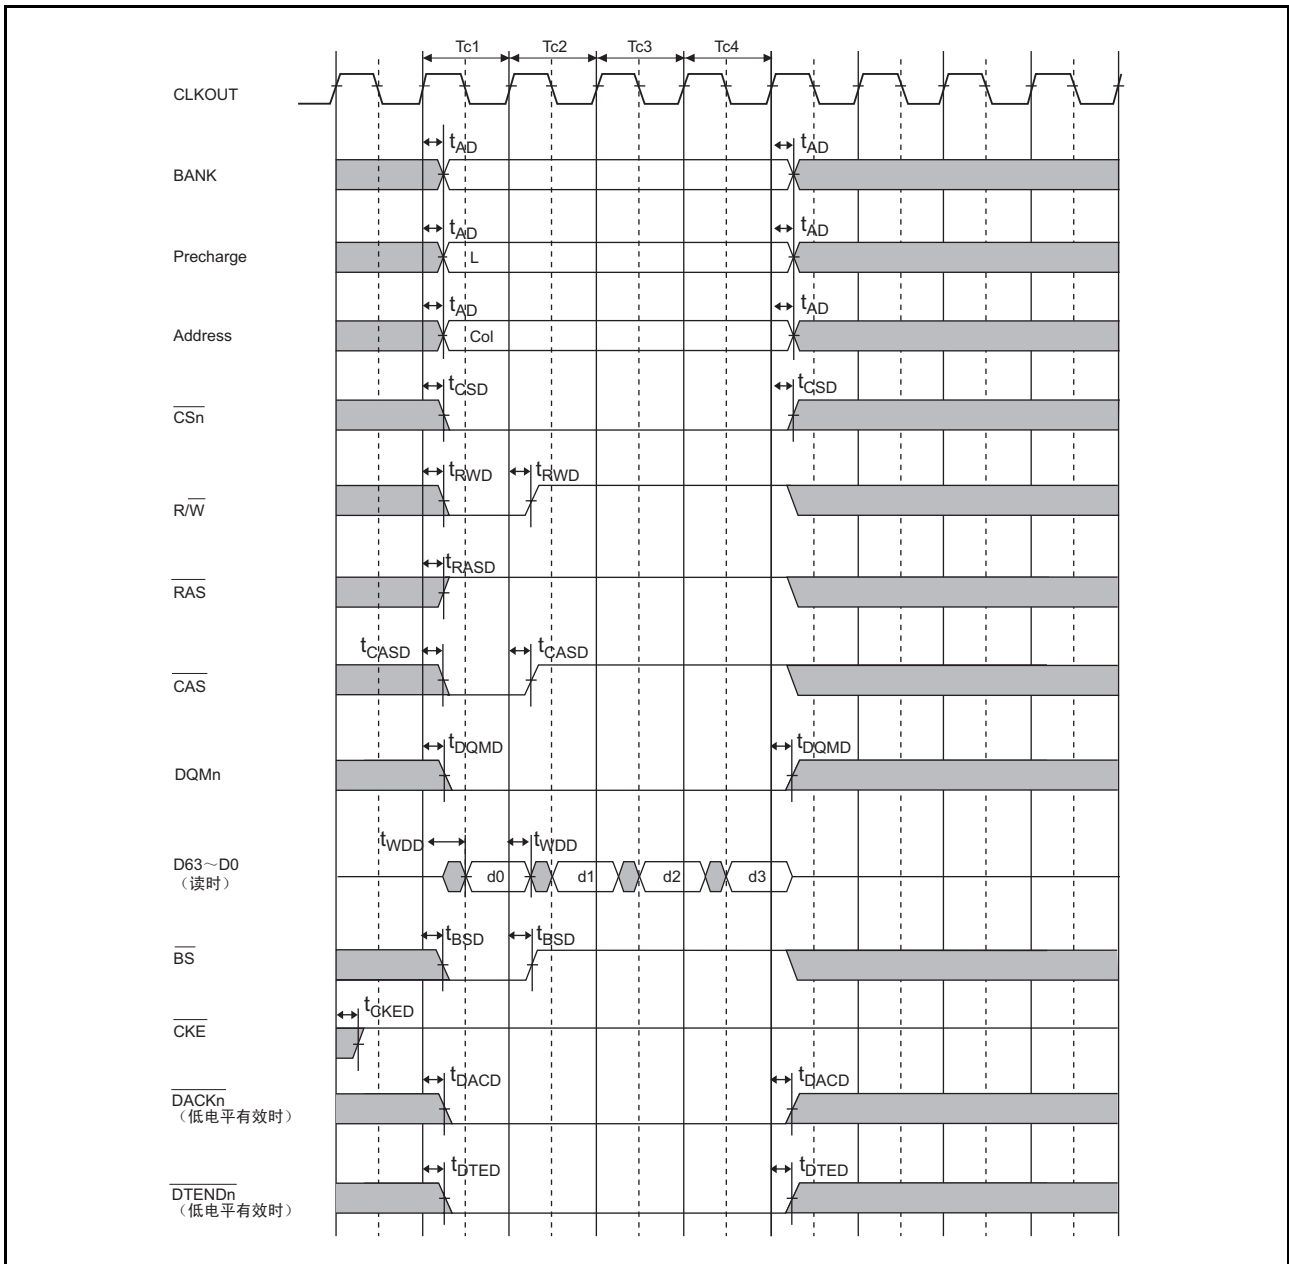 Tc1 Tc2 Tc3 Tc4
CLKOUT
tAD tAD
BANK
tAD tAD
Precharge L
tAD tAD
Address Col
tCSD tCSD
CSn
tRWD tRWD
R/W
tRASD
RAS
tCASD tCASD
CAS
tDQMD tDQMD
DQMn
tWDD tWDD
D63～D0 d0 d1 d2 d3
（读时）
tBSD tBSD
BS
tCKED
CKE
tDACD tDACD
DACKn
（低电平有效时）
tDTED tDTED
DTENDn
（低电平有效时）